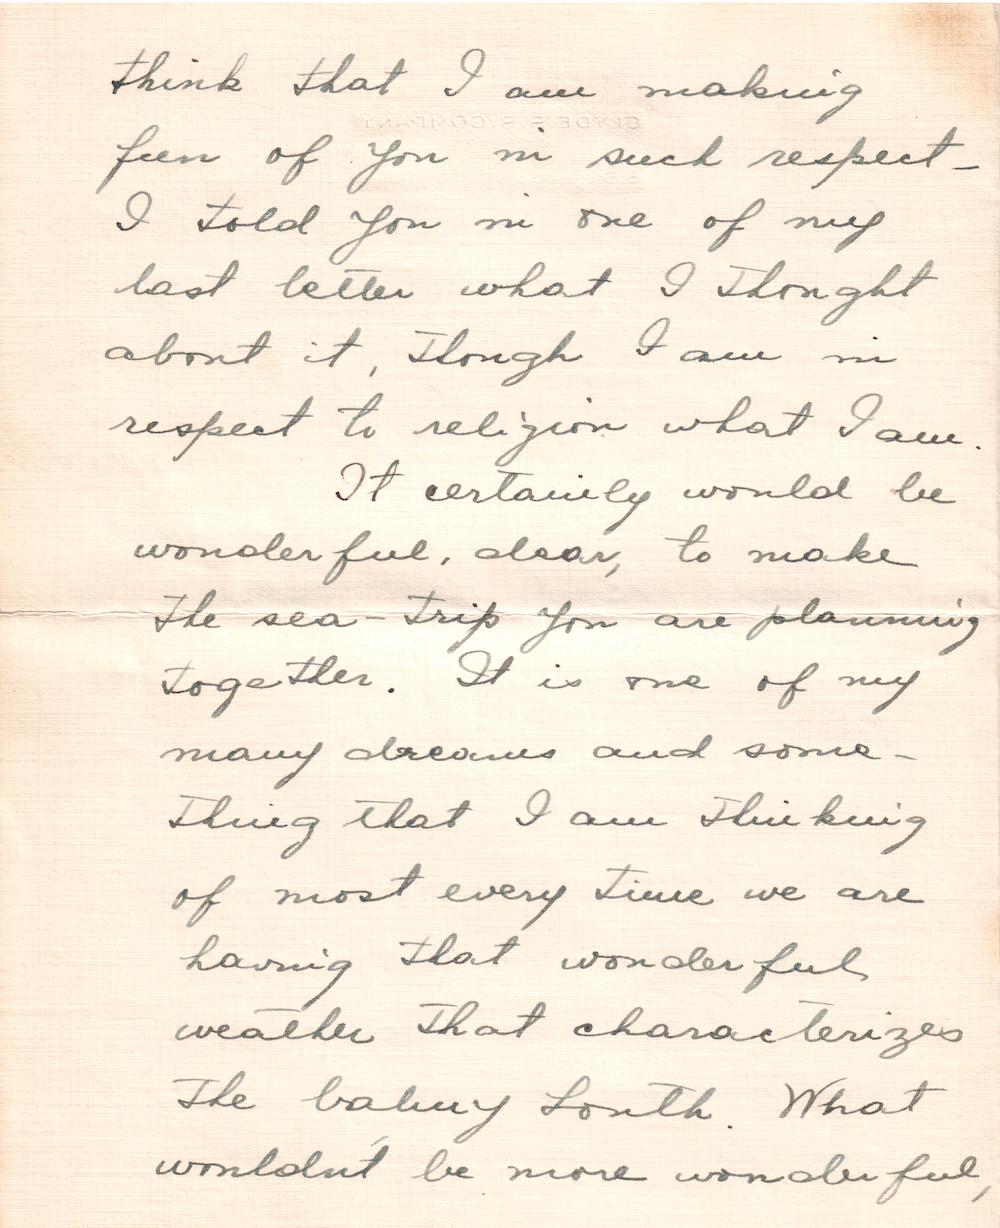 think that I am making
fun of you in such respect —
I told you in one of my
last letter what I thought
about it, though I am in
respect to religion what I am.
It certainly would be
wonderful, dear, to make
the sea-trip you are planning
together. It is one of my
many dreams and some-
thing that I am thinking
of most every time we are
having that wonderful
weather that characterizes
the balmy South. What
wouldn't be more wonderful,